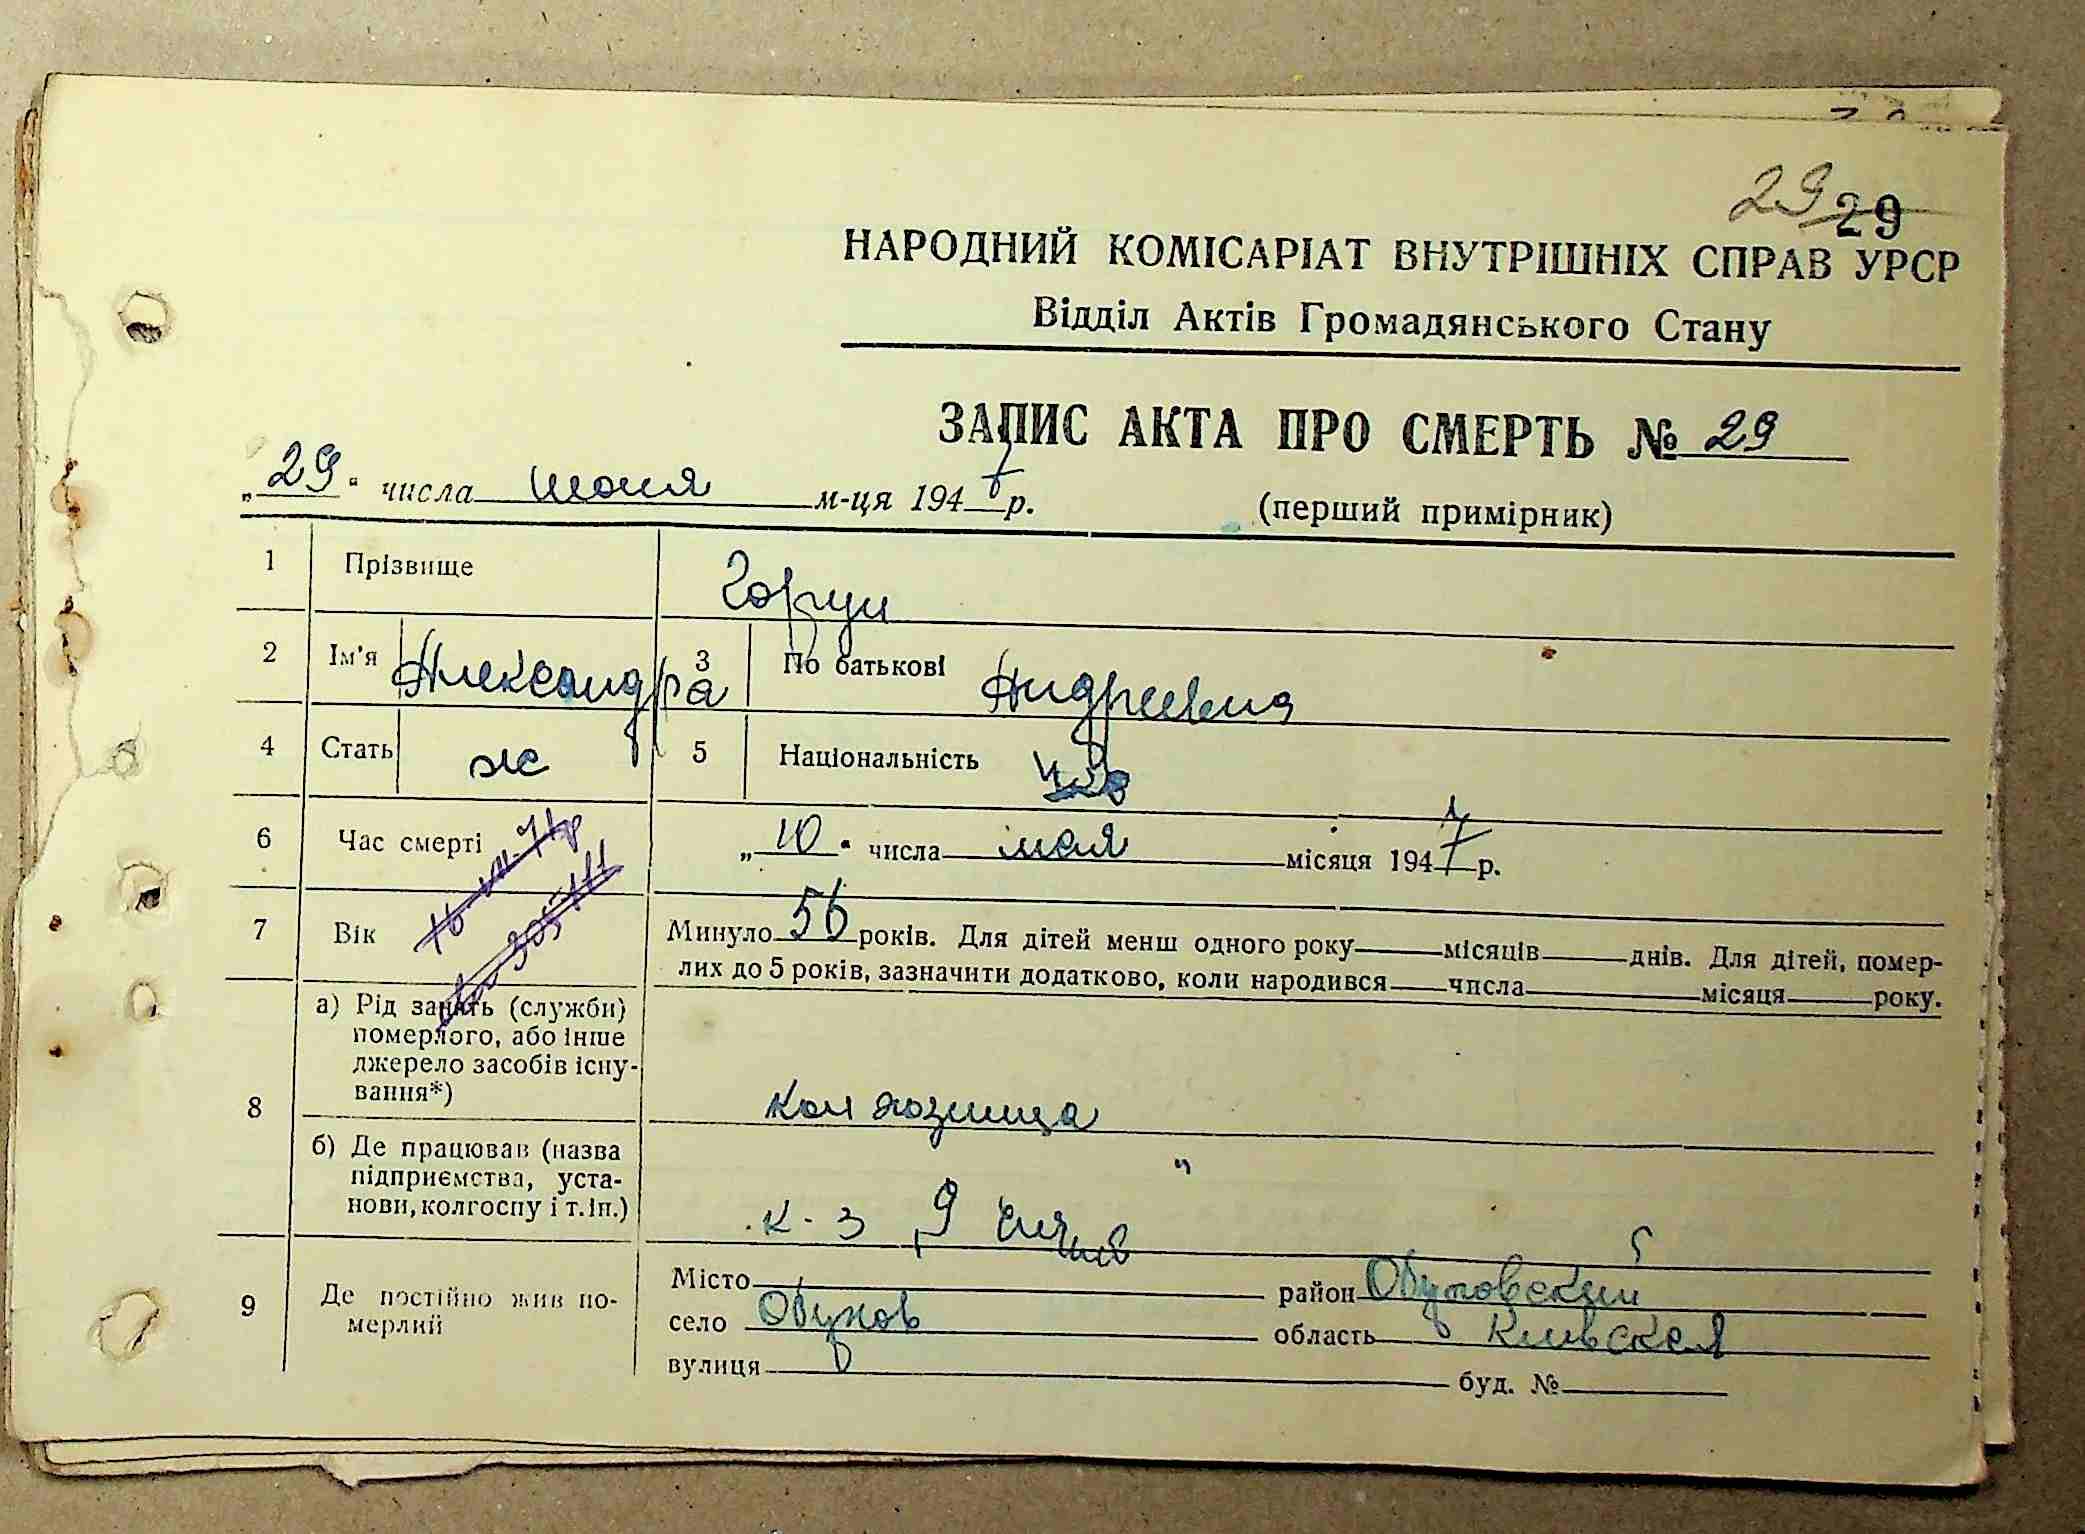 29 29
НАРОДНИЙ КОМІСАРІАТ ВНУТРІШНІХ СПРАВ УРСР
Відділ Актів Громадянського Стану
ЗАПИС АКТА ПРО СМЕРТЬ № 29
„29“ числа июня м-ця 1947 р. (перший примірник)
1 Прізвище Горун
2 Ім'я Александра 3 По батькові Андреевна
4 Стать ж 5 Національність укр
6 Час смерті „10“ числа мая місяця 1947 р.
7 Вік Минуло 56 років. Для дітей менш одного року місяців днів. Для дітей, помер-
лих до 5 років, зазначити додатково, коли народився числа місяця року.
8 а) Рід занять (служби)
померлого, або інше
джерело засобів існу-
вання*) колхозница
б) Де працював (назва
підприємства, уста-
нови, колгоспу і т. ін.) к-з „9 "
9 Де постійно жив по-
мерлий
Місто район Обуховский
село Обухов область Киевская
вулиця буд. №